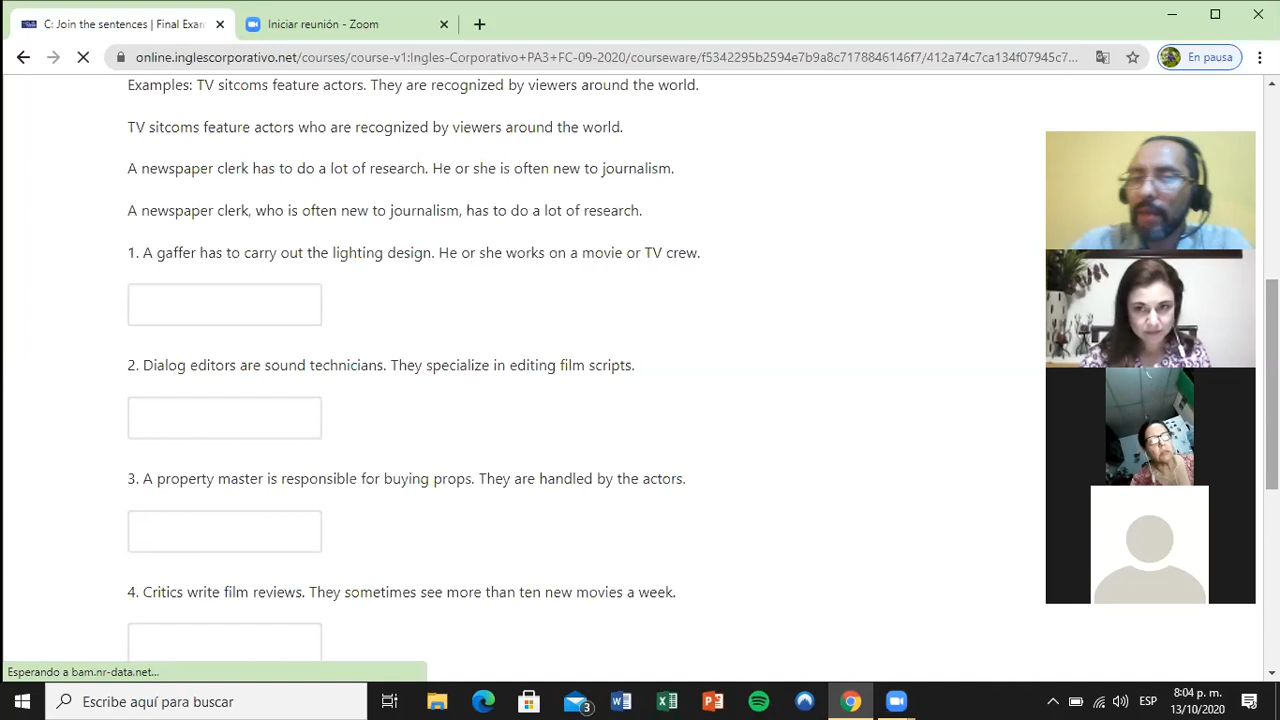 C: Join the sentences | Final Exam
Iniciar reunión - Zoom
online.inglescorporativo.net/courses/course-v1:Ingles-Corporativo+PA3+FC-09-2020/courseware/f5342295b2594e7b9a8c7178846146f7/412a74c7ca134f07945c7...
En pausa
Examples: TV sitcoms feature actors. They are recognized by viewers around the world.
TV sitcoms feature actors who are recognized by viewers around the world.
A newspaper clerk has to do a lot of research. He or she is often new to journalism.
A newspaper clerk, who is often new to journalism, has to do a lot of research.
1. A gaffer has to carry out the lighting design. He or she works on a movie or TV crew.
2. Dialog editors are sound technicians. They specialize in editing film scripts.
3. A property master is responsible for buying props. They are handled by the actors.
4. Critics write film reviews. They sometimes see more than ten new movies a week.
Esperando a bam.nr-data.net...
Escribe aquí para buscar
3
ESP
8:04 p. m.
13/10/2020